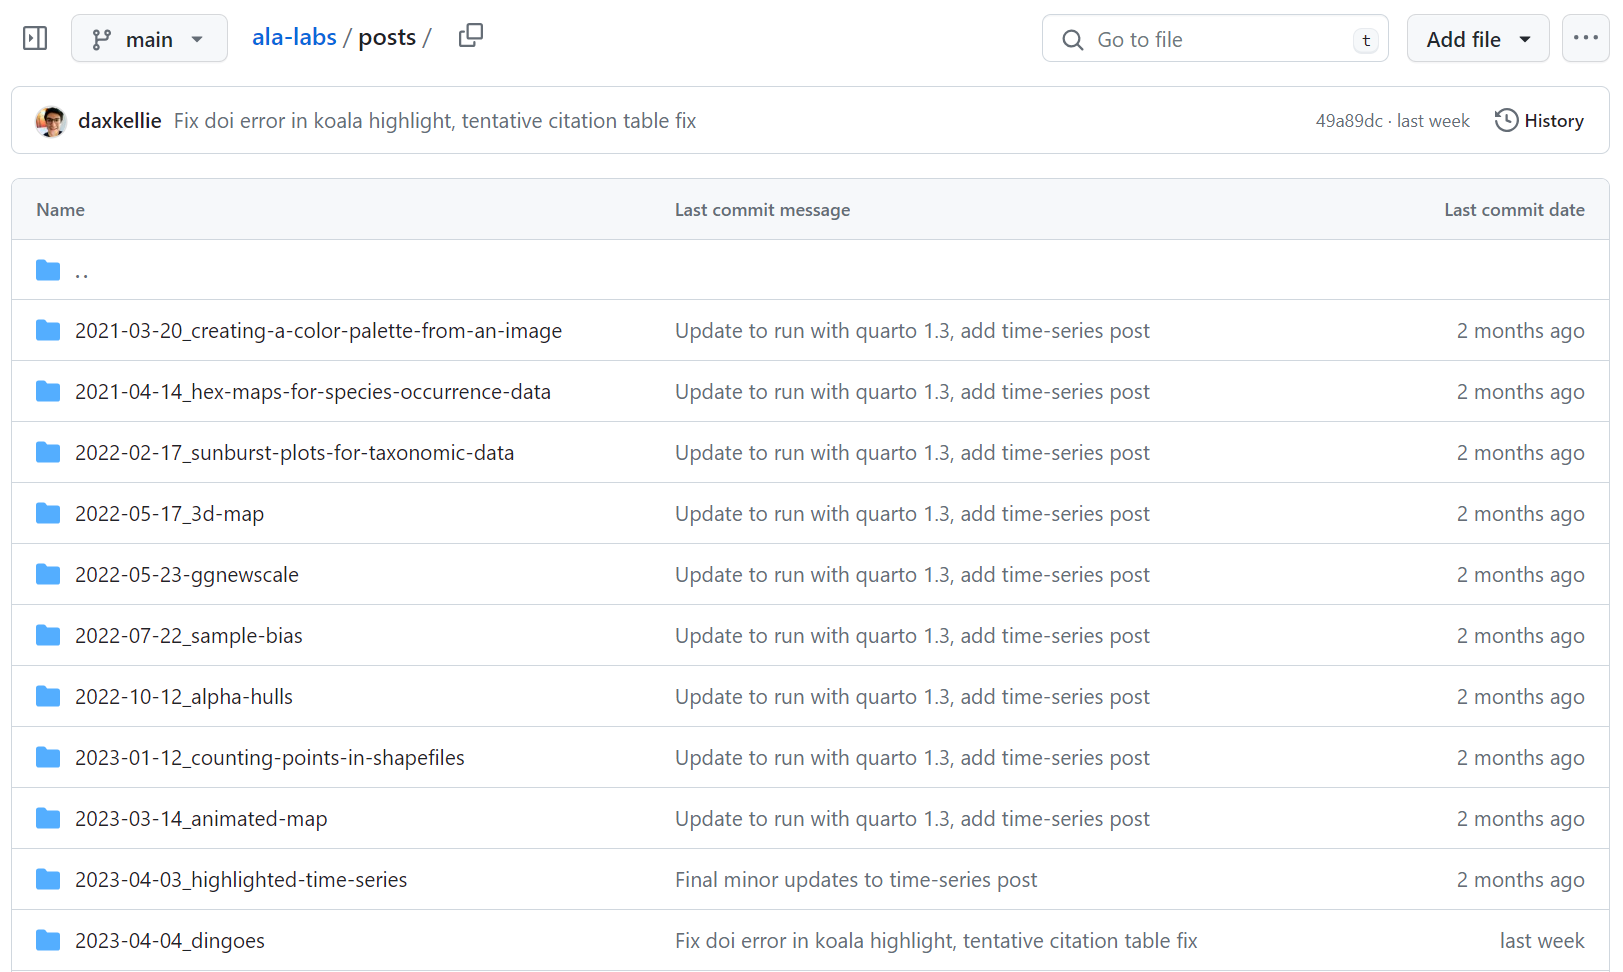 main
ala-labs / posts /
Go to file t
Add file
daxkellie Fix doi error in koala highlight, tentative citation table fix 49a89dc · last week History
Name Last commit message Last commit date
..
2021-03-20_creating-a-color-palette-from-an-image Update to run with quarto 1.3, add time-series post 2 months ago
2021-04-14_hex-maps-for-species-occurrence-data Update to run with quarto 1.3, add time-series post 2 months ago
2022-02-17_sunburst-plots-for-taxonomic-data Update to run with quarto 1.3, add time-series post 2 months ago
2022-05-17_3d-map Update to run with quarto 1.3, add time-series post 2 months ago
2022-05-23-ggnewscale Update to run with quarto 1.3, add time-series post 2 months ago
2022-07-22_sample-bias Update to run with quarto 1.3, add time-series post 2 months ago
2022-10-12_alpha-hulls Update to run with quarto 1.3, add time-series post 2 months ago
2023-01-12_counting-points-in-shapefiles Update to run with quarto 1.3, add time-series post 2 months ago
2023-03-14_animated-map Update to run with quarto 1.3, add time-series post 2 months ago
2023-04-03_highlighted-time-series Final minor updates to time-series post 2 months ago
2023-04-04_dingoes Fix doi error in koala highlight, tentative citation table fix last week